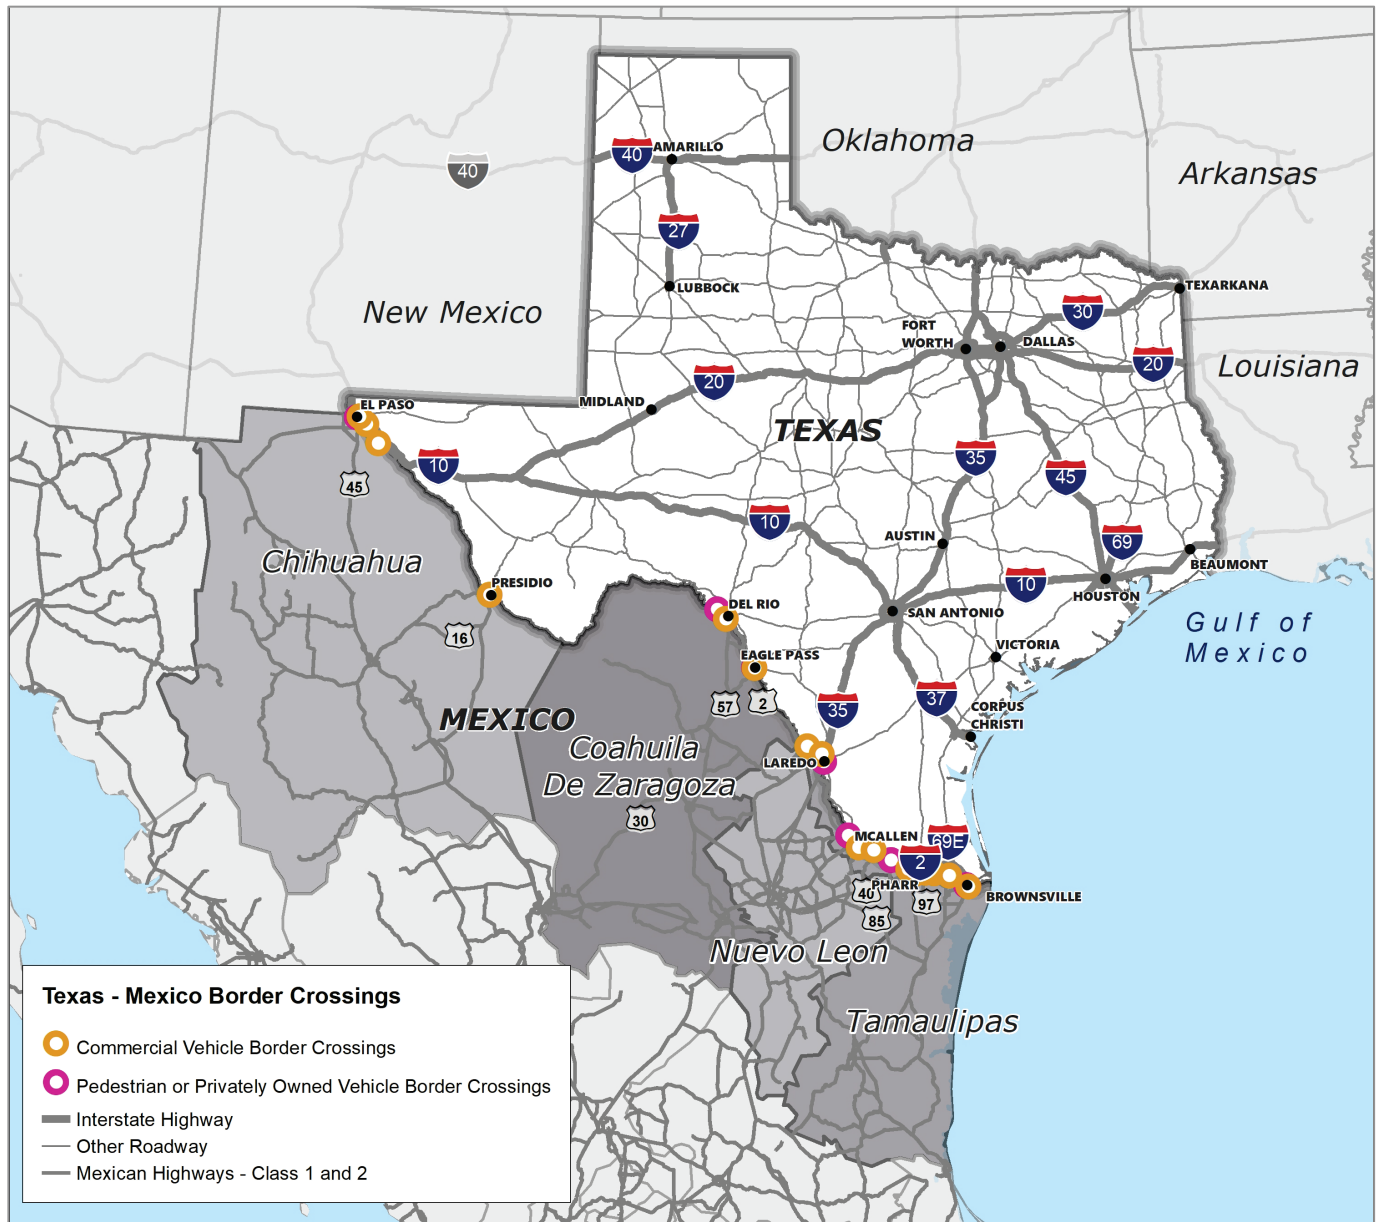 Oklahoma
Arkansas
40
AMARILLO
40
27
LUBBOCK
New Mexico
TEXARKANA
30
FORT
WORTH
DALLAS
Louisiana
20
20
MIDLAND
EL PASO
TEXAS
35
10
45
45
10
69
AUSTIN
BEAUMONT
Chihuahua
PRESIDIO
10
HOUSTON
DEL RIO
SAN ANTONIO
Gulf of
Mexico
16
VICTORIA
EAGLE PASS
57
2
35
37
CORPUS
CHRISTI
MEXICO
Coahuila
De Zaragoza
LAREDO
30
MCALLEN
69E
2
PHARR
40
97
BROWNSVILLE
85
Nuevo Leon
Tamaulipas
Texas - Mexico Border Crossings
Commercial Vehicle Border Crossings
Pedestrian or Privately Owned Vehicle Border Crossings
Interstate Highway
Other Roadway
Mexican Highways - Class 1 and 2